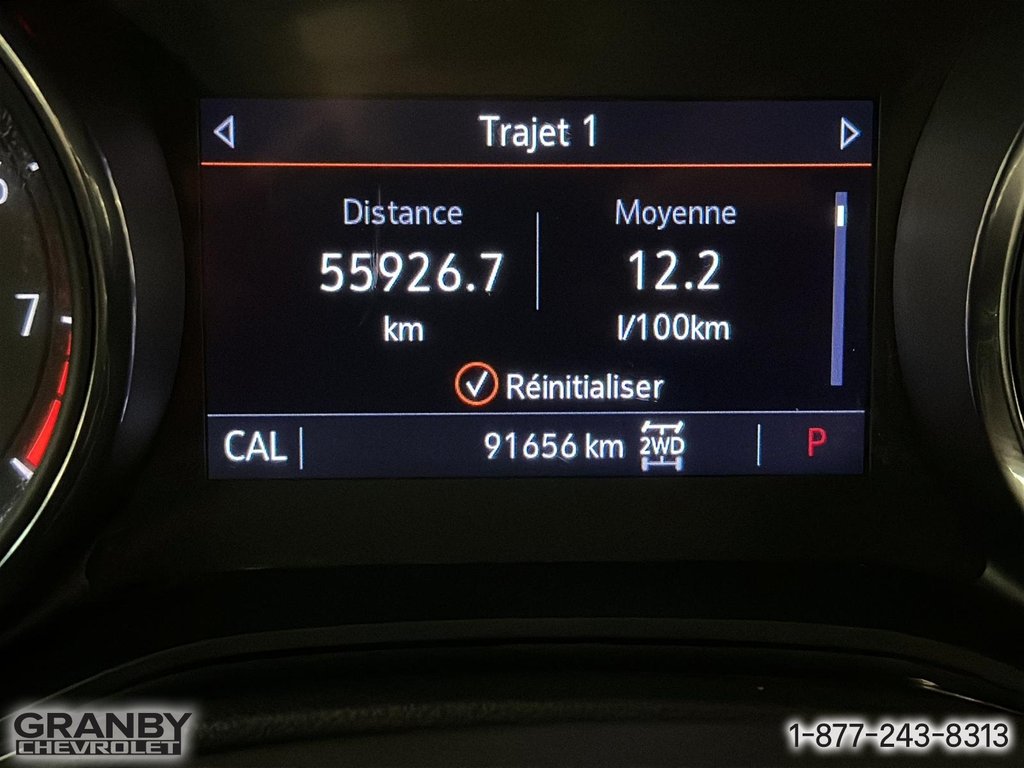 Trajet 1
Distance
Moyenne
55926.7
12.2
km
l/100km
Réinitialiser
CAL
91656 km
2WD
P
7
GRANBY
CHEVROLET
1-877-243-8313